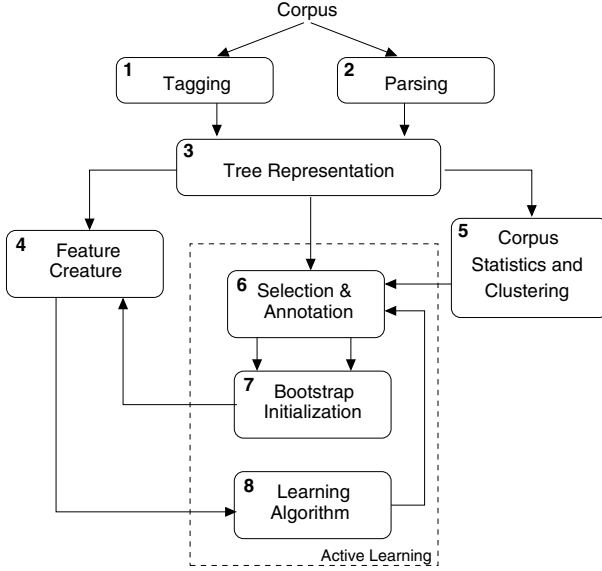 Corpus
1
Tagging
2
Parsing
3
Tree Representation
4
Feature
Creature
5
Corpus
Statistics and
Clustering
6
Selection &
Annotation
7
Bootstrap
Initialization
8
Learning
Algorithm
Active Learning